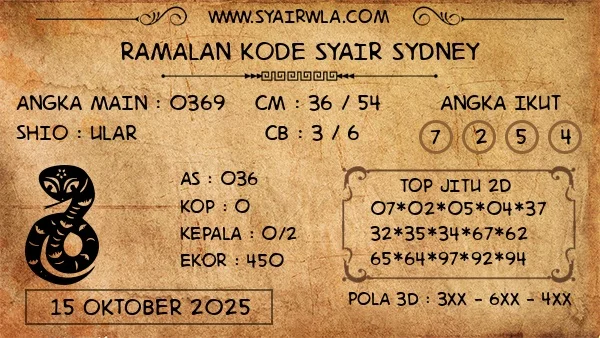 WWW.SYAIRWLA.COM
RAMALAN KODE SYAIR SYDNEY
ANGKA MAIN : 0369
CM : 36 / 54
ANGKA IKUT
SHIO : ULAR
CB : 3 / 6
7 2 5 4
AS : 036
KOP : 0
KEPALA : 0/2
EKOR : 450
TOP JITU 2D
07*02*05*04*37
32*35*34*67*62
65*64*97*92*94
15 OKTOBER 2025
POLA 3D : 3XX - 6XX - 4XX